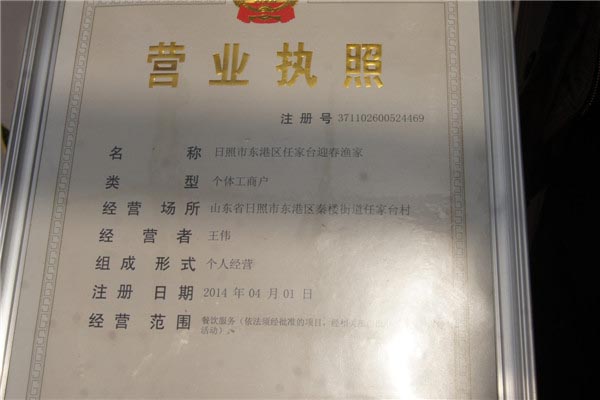 营业执照
注册号 371102600524469
名称 日照市东港区任家台迎春渔家
类型 个体工商户
经营场所 山东省日照市东港区秦楼街道任家台村
经营者 王伟
组成形式 个人经营
注册日期 2014 年 04 月 01 日
经营范围 餐饮服务（依法须经批准的项目，经相关部
活动）